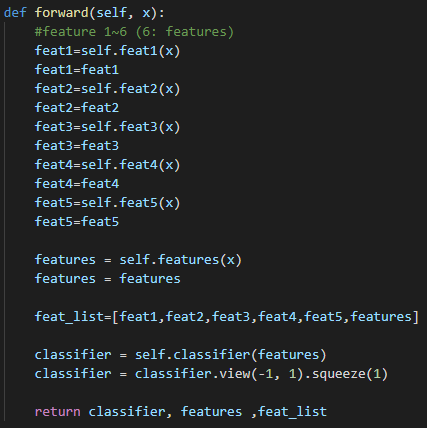 def forward(self, x):
#feature 1~6 (6: features)
feat1=self.feat1(x)
feat1=feat1
feat2=self.feat2(x)
feat2=feat2
feat3=self.feat3(x)
feat3=feat3
feat4=self.feat4(x)
feat4=feat4
feat5=self.feat5(x)
feat5=feat5
features = self.features(x)
features = features
feat_list=[feat1,feat2,feat3,feat4,feat5,features]
classifier = self.classifier(features)
classifier = classifier.view(-1, 1).squeeze(1)
return classifier, features ,feat_list